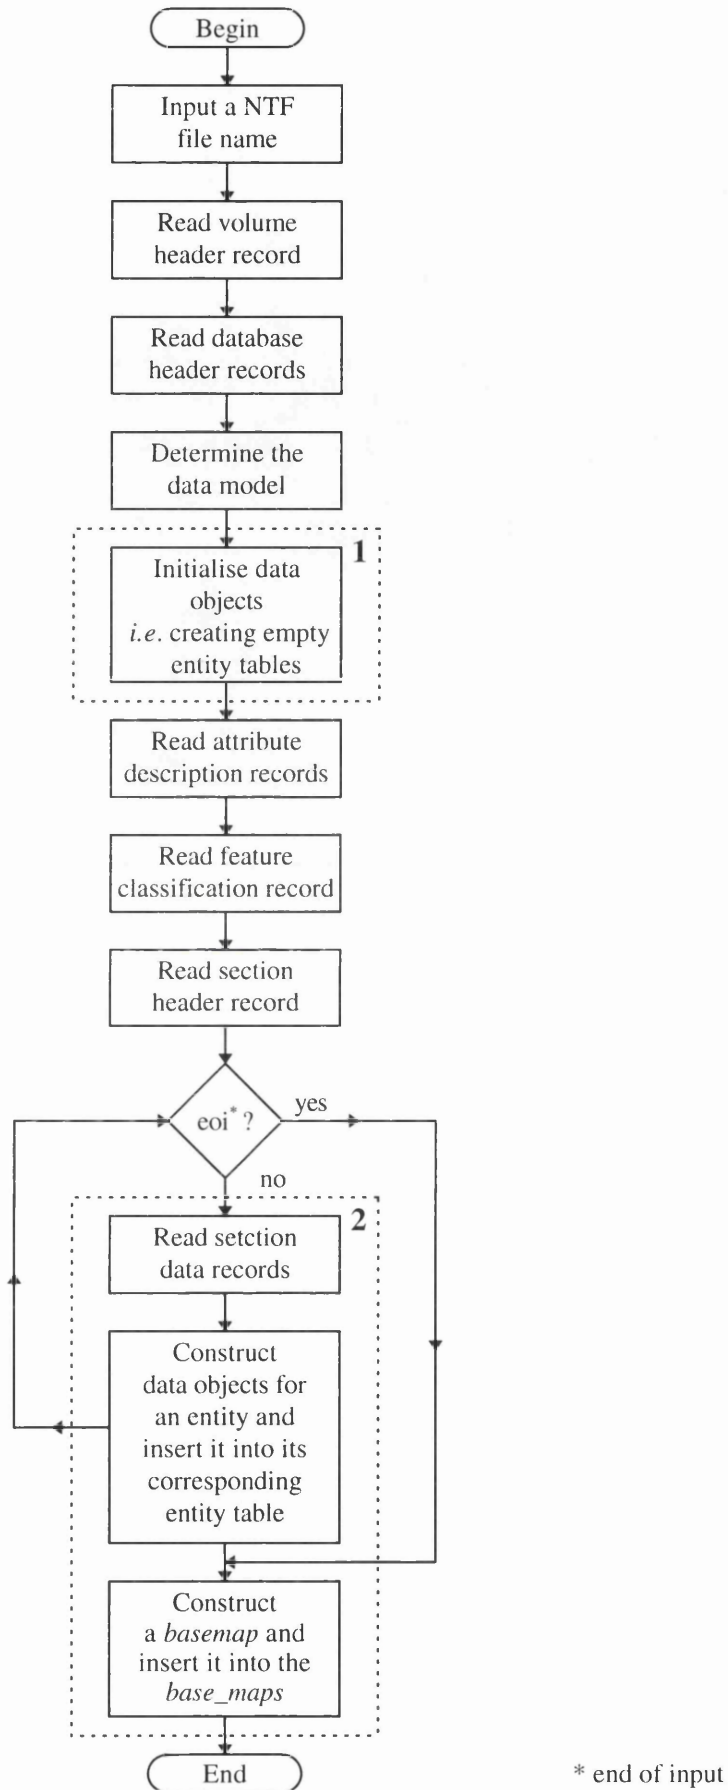 Begin
Input a NTF
file name
Read volume
header record
Read database
header records
Determine the
data model
1
Initialise data
objects
i.e. creating empty
entity tables
Read attribute
description records
Read feature
classification record
Read section
header record
eoi* ?
yes
no
2
Read setction
data records
Construct
data objects for
an entity and
insert it into its
corresponding
entity table
Construct
a basemap and
insert it into the
base_maps
End
* end of input